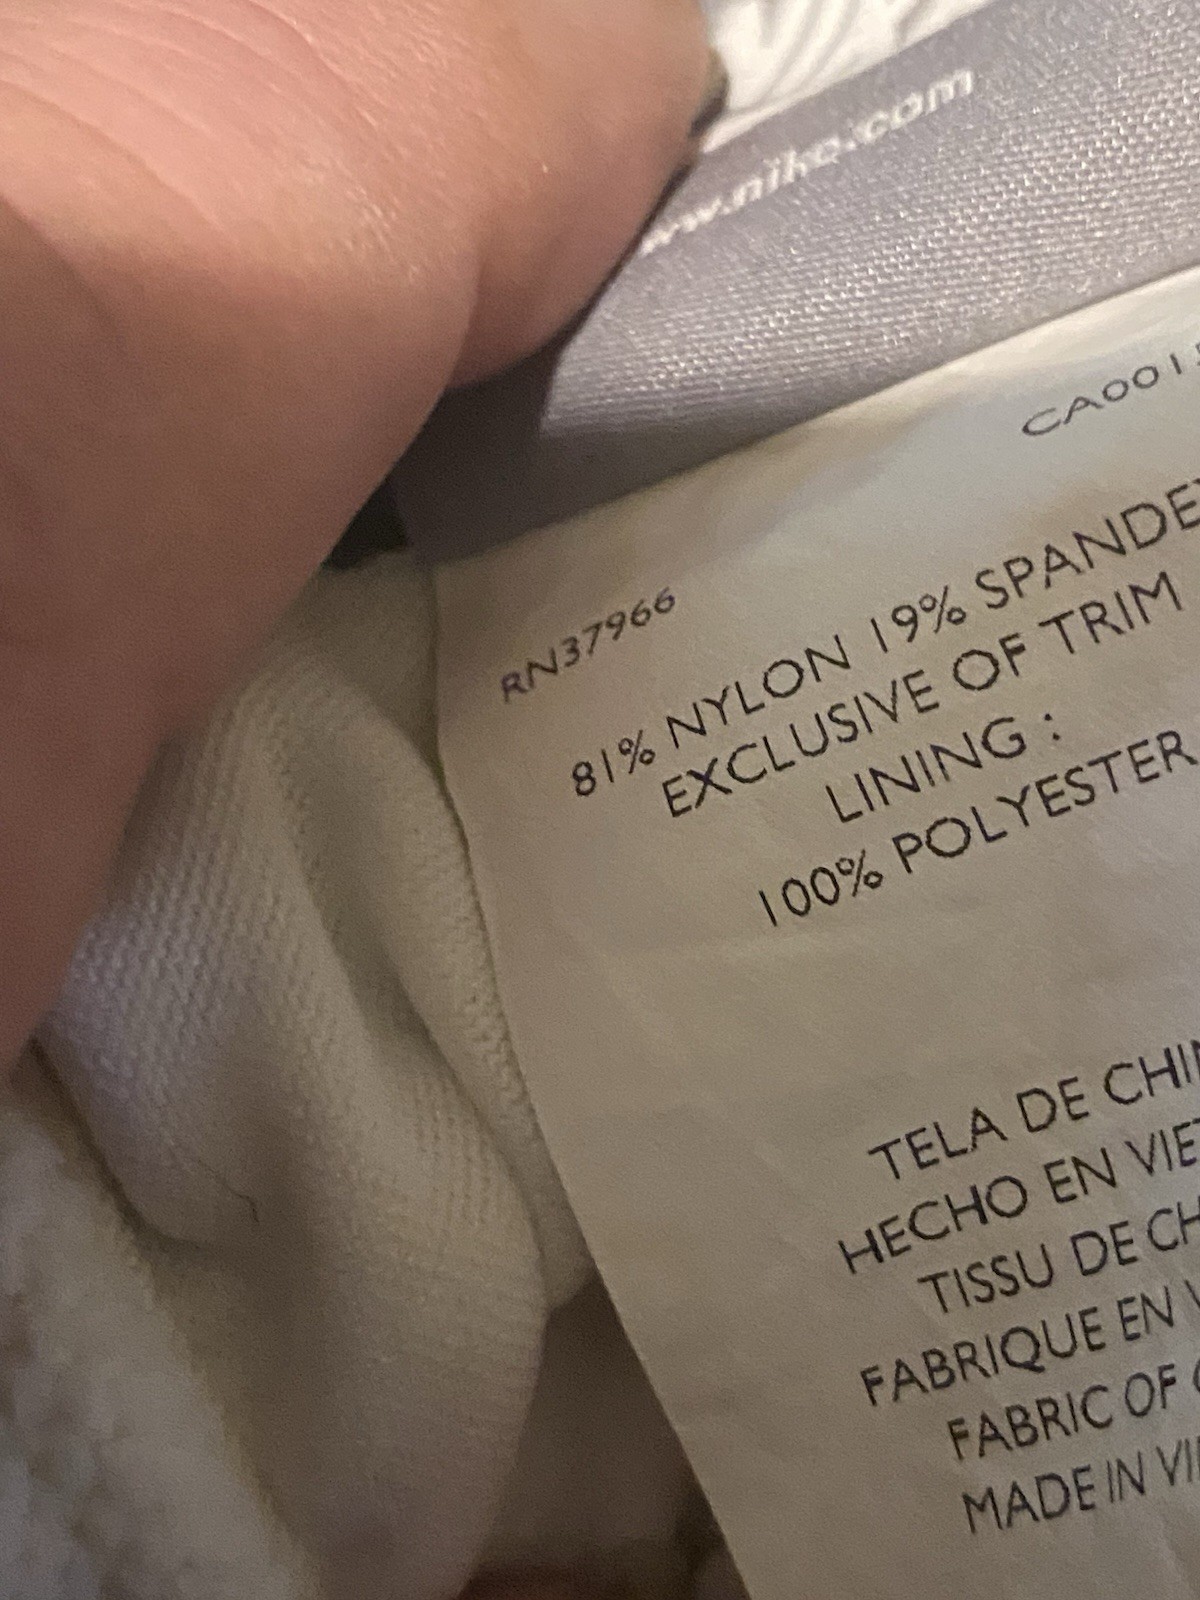 www.nike.com
CA001
RN37966
81% NYLON 19% SPANDEX
EXCLUSIVE OF TRIM
LINING :
100% POLYESTER
TELA DE CHI
HECHO EN VIE
TISSU DE CH
FABRIQUE EN V
FABRIC OF C
MADE IN VI